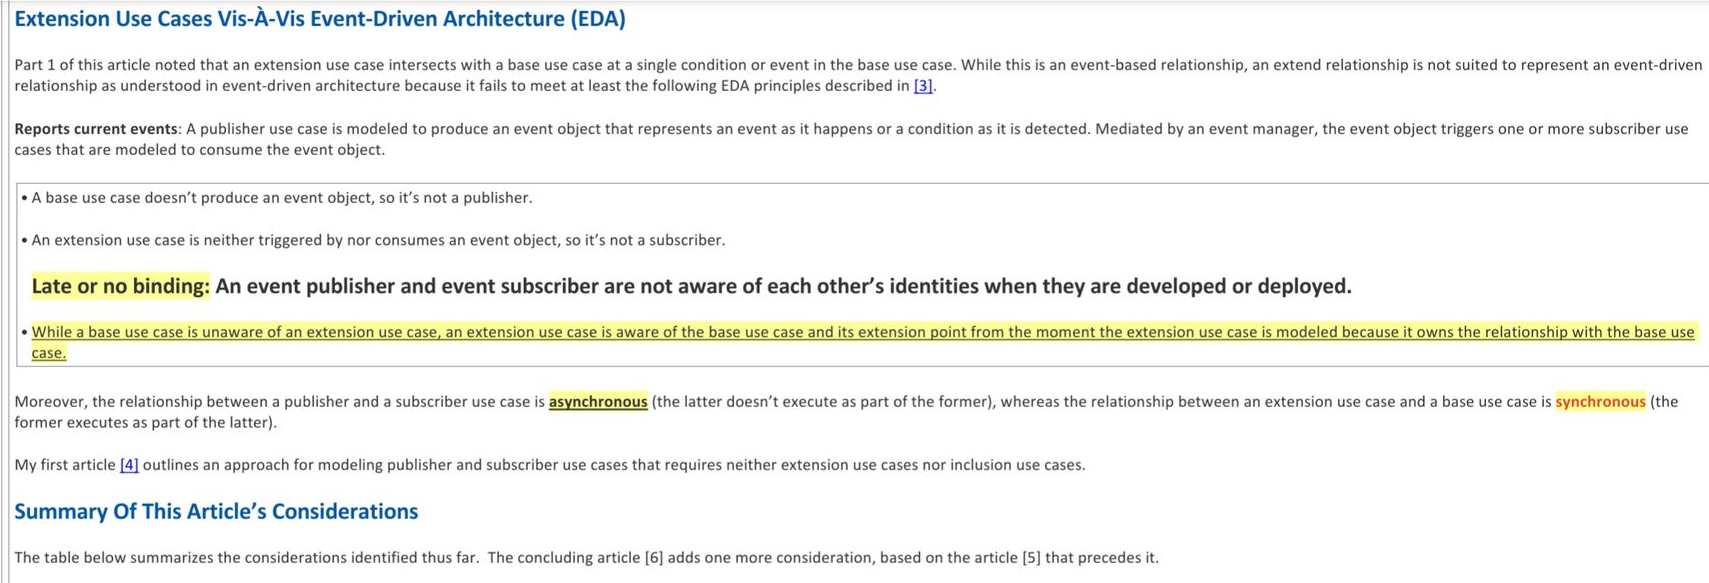 Extension Use Cases Vis-À-Vis Event-Driven Architecture (EDA)
Part 1 of this article noted that an extension use case intersects with a base use case at a single condition or event in the base use case. While this is an event-based relationship, an extend relationship is not suited to represent an event-driven
relationship as understood in event-driven architecture because it fails to meet at least the following EDA principles described in [3].
Reports current events: A publisher use case is modeled to produce an event object that represents an event as it happens or a condition as it is detected. Mediated by an event manager, the event object triggers one or more subscriber use
cases that are modeled to consume the event object.
• A base use case doesn't produce an event object, so it's not a publisher.
• An extension use case is neither triggered by nor consumes an event object, so it's not a subscriber.
Late or no binding: An event publisher and event subscriber are not aware of each other's identities when they are developed or deployed.
• While a base use case is unaware of an extension use case, an extension use case is aware of the base use case and its extension point from the moment the extension use case is modeled because it owns the relationship with the base use
case.
Moreover, the relationship between a publisher and a subscriber use case is asynchronous (the latter doesn't execute as part of the former), whereas the relationship between an extension use case and a base use case is synchronous (the
former executes as part of the latter).
My first article [4] outlines an approach for modeling publisher and subscriber use cases that requires neither extension use cases nor inclusion use cases.
Summary Of This Article's Considerations
The table below summarizes the considerations identified thus far.  The concluding article [6] adds one more consideration, based on the article [5] that precedes it.